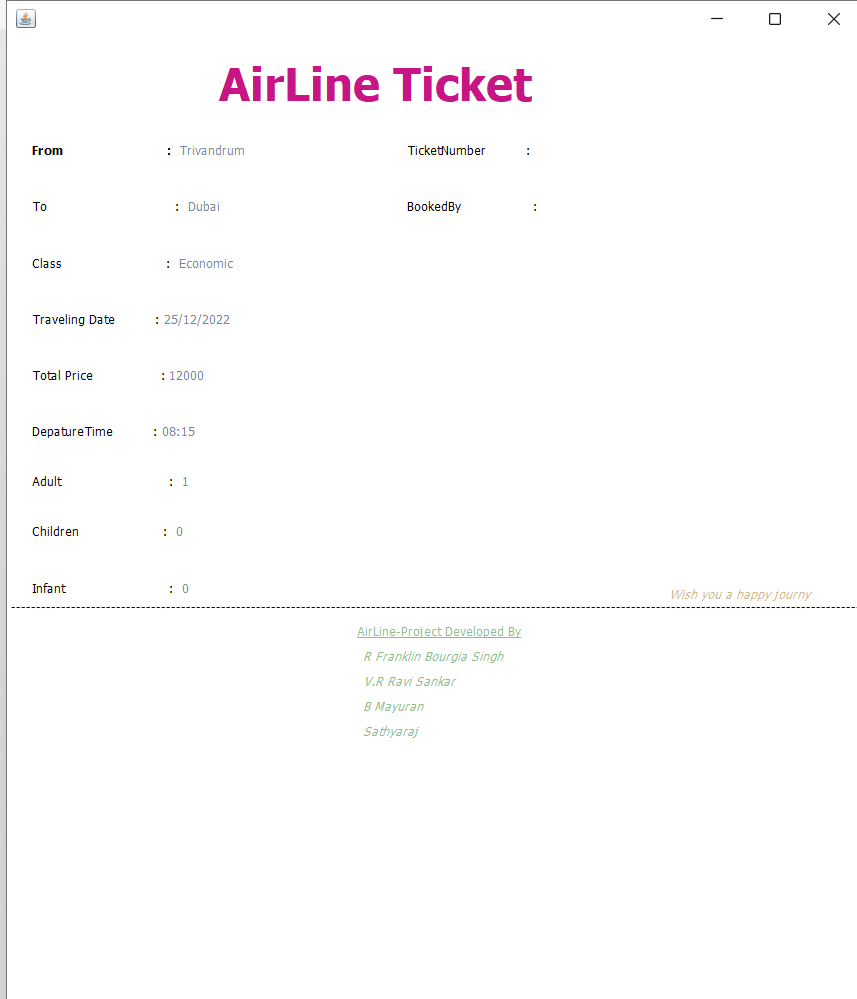 AirLine Ticket
From : Trivandrum TicketNumber :
To : Dubai BookedBy :
Class : Economic
Traveling Date : 25/12/2022
Total Price : 12000
DepatureTime : 08:15
Adult : 1
Children : 0
Infant : 0
Wish you a happy journy
AirLine-Project Developed By
R Franklin Bourgia Singh
V.R Ravi Sankar
B Mayuran
Sathyaraj